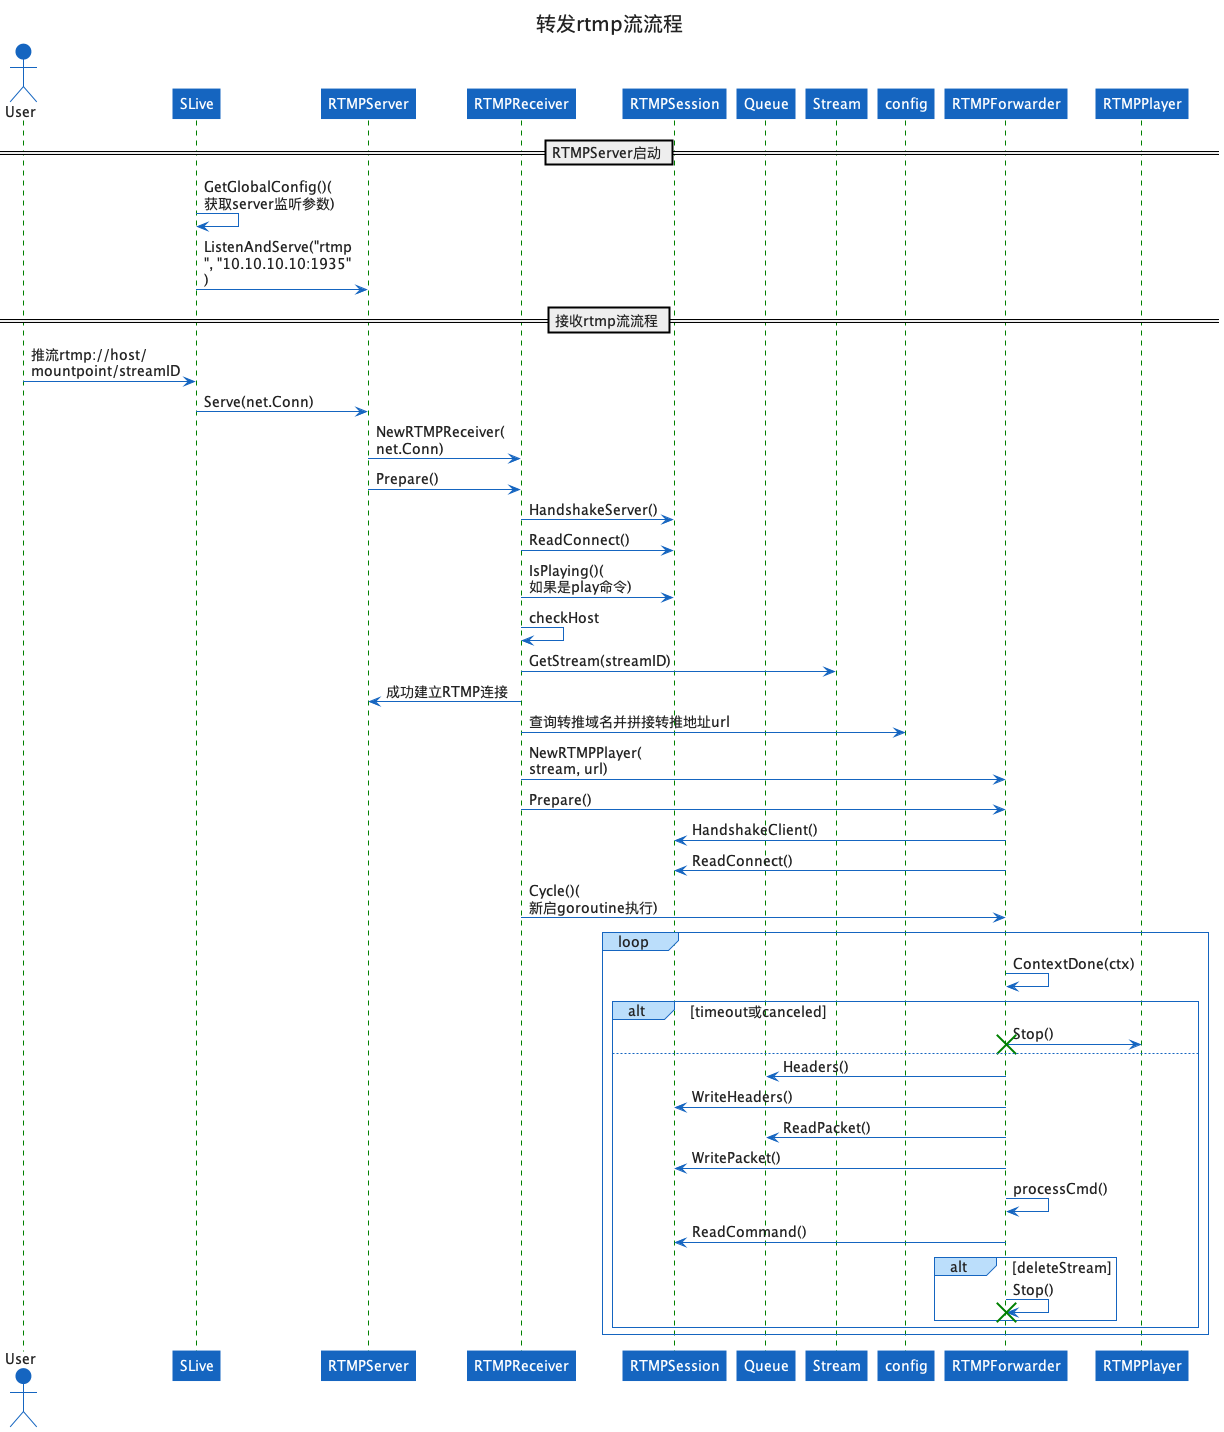 转发rtmp流流程
User
SLive
RTMPServer
RTMPReceiver
RTMPSession
Queue
Stream
config
RTMPForwarder
RTMPPlayer
RTMPServer启动
GetGlobalConfig()(
获取server监听参数)
ListenAndServe("rtmp
", "10.10.10.10:1935"
)
接收rtmp流流程
推流rtmp://host/
mountpoint/streamID
Serve(net.Conn)
NewRTMPReceiver(
net.Conn)
Prepare()
HandshakeServer()
ReadConnect()
IsPlaying()(
如果是play命令)
checkHost
GetStream(streamID)
成功建立RTMP连接
查询转推域名并拼接转推地址url
NewRTMPPlayer(
stream, url)
Prepare()
HandshakeClient()
ReadConnect()
Cycle()(
新启goroutine执行)
loop
ContextDone(ctx)
alt
[timeout或canceled]
Stop()
Headers()
WriteHeaders()
ReadPacket()
WritePacket()
processCmd()
ReadCommand()
alt
[deleteStream]
Stop()
User
SLive
RTMPServer
RTMPReceiver
RTMPSession
Queue
Stream
config
RTMPForwarder
RTMPPlayer